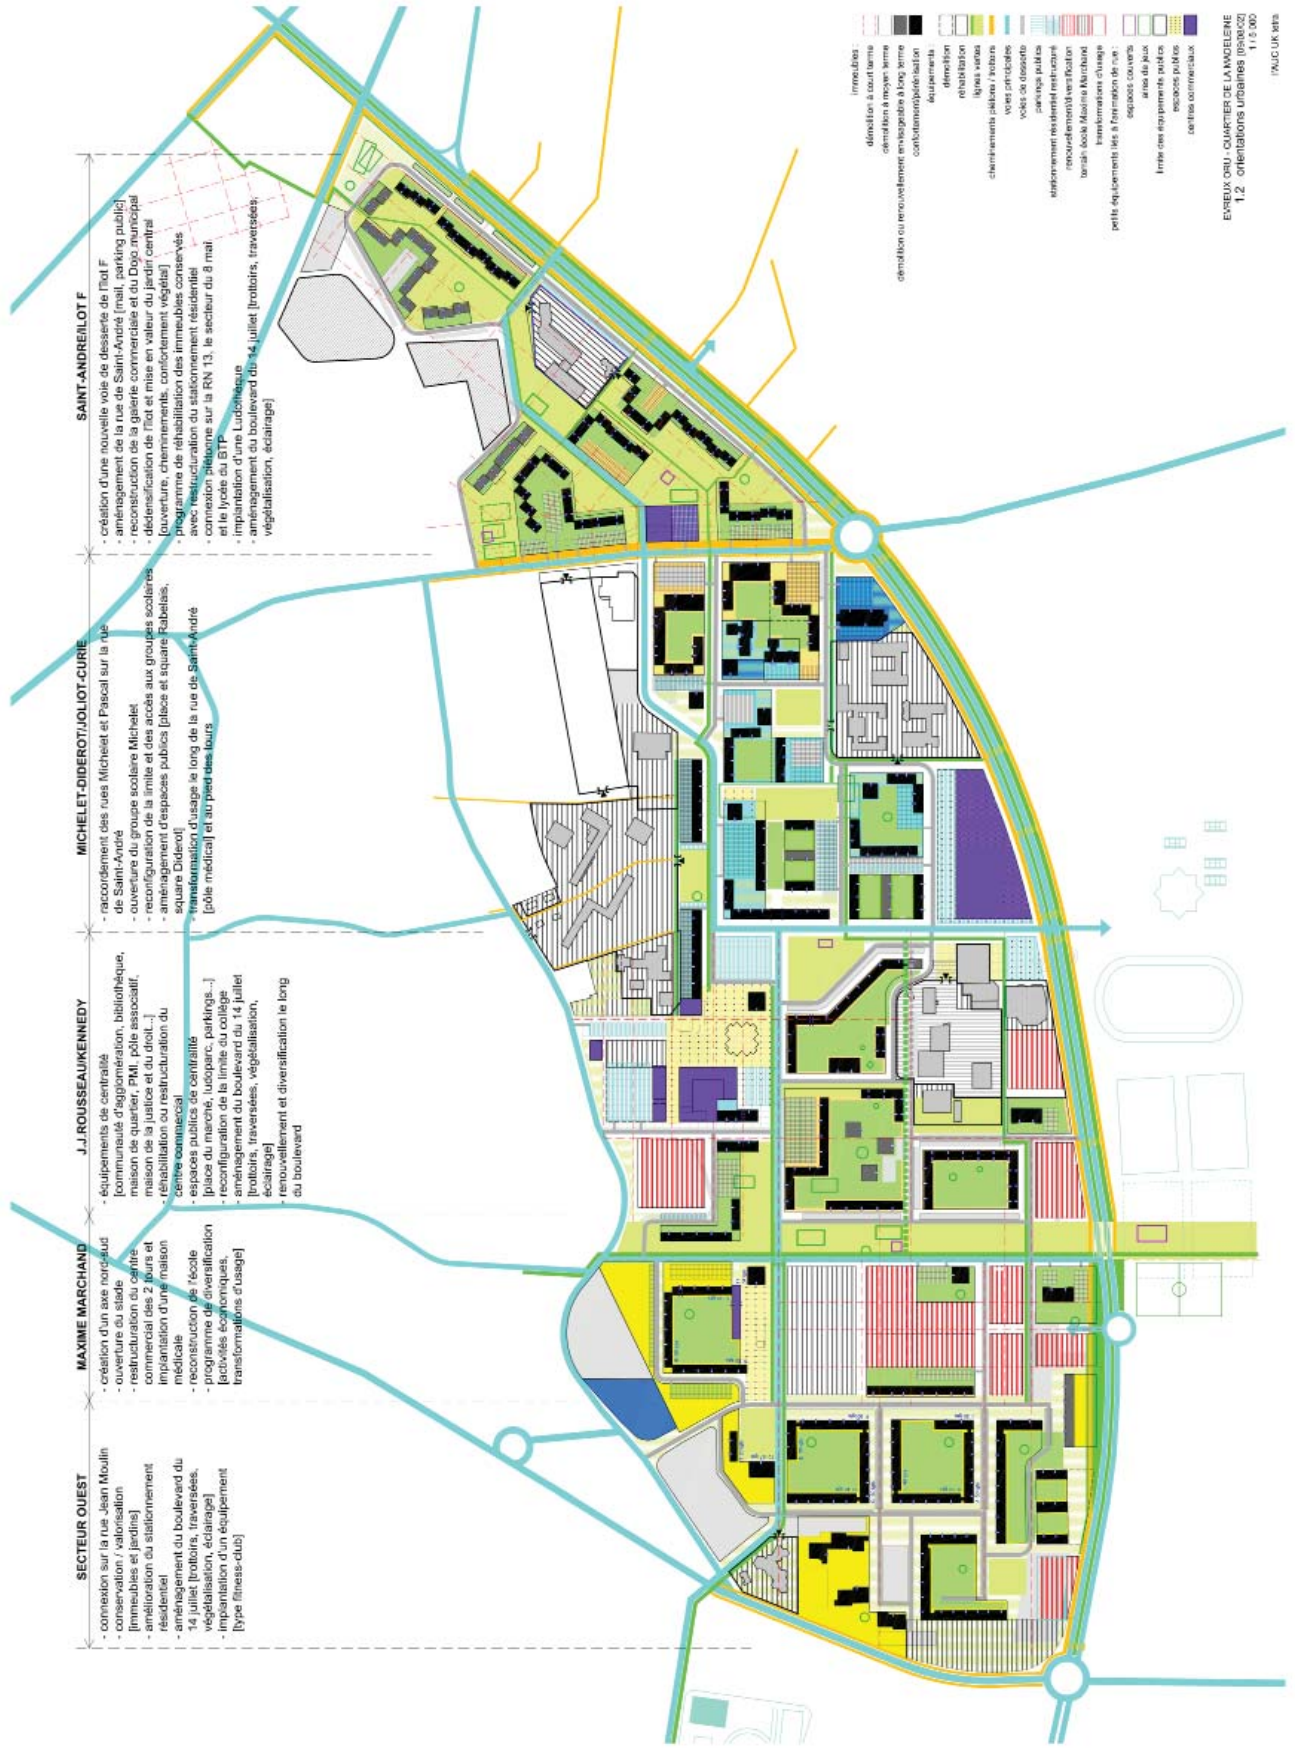 SECTEUR OUEST
- connexion sur la rue Jean Moulin
- conservation / valorisation
[immeubles et jardins]
- amélioration du stationnement
résidentiel
- aménagement du boulevard du
14 juillet [trottoirs, traversées,
végétalisation, éclairage]
- implantation d'un équipement
[type fitness-club]
MAXIME MARCHAND
- création d'un axe nord-sud
- ouverture du stade
- restructuration du centre
commercial des 2 tours et
implantation d'une maison
médicale
- reconstruction de l'école
- programme de diversification
[activités économiques,
transformations d'usage]
J.J.ROUSSEAU/KENNEDY
- équipements de centralité
[communauté d'agglomération, bibliothèque,
maison de quartier, PMI, pôle associatif,
maison de la justice et du droit...]
- réhabilitation ou restructuration du
centre commercial
- espaces publics de centralité
[place du marché, ludoparc, parkings...]
- reconfiguration de la limite du collège
- aménagement du boulevard du 14 juillet
[trottoirs, traversées, végétalisation,
éclairage]
- renouvellement et diversification le long
du boulevard
MICHELET-DIDEROT/JOLIOT-CURIE
- raccordement des rues Michelet et Pascal sur la rue
de Saint-André
- ouverture du groupe scolaire Michelet
- reconfiguration de la limite et des accès aux groupes scolaires
- aménagement d'espaces publics [place et square Rabelais,
square Diderot]
- transformation d'usage le long de la rue de Saint-André
[pôle médical] et au pied des tours
SAINT-ANDRE/ILOT F
- création d'une nouvelle voie de desserte de l'îlot F
- aménagement de la rue de Saint-André [mail, parking public]
- reconstruction de la galerie commerciale et du Dojo municipal
- dédensification de l'îlot et mise en valeur du jardin central
[ouverture, cheminements, confortement végétal]
- programme de réhabilitation des immeubles conservés
avec restructuration du stationnement résidentiel
- connexion piétonne sur la RN 13, le secteur du 8 mai
et le lycée du BTP
- implantation d'une Ludothèque
- aménagement du boulevard du 14 juillet [trottoirs, traversées,
végétalisation, éclairage]
immeubles :
démolition à court terme
démolition à moyen terme
démolition ou renouvellement envisageable à long terme
confortement/pérénisation
équipements :
démolition
réhabilitation
lignes vertes
cheminements piétons / trottoirs
voies principales
voies de desserte
parkings publics
stationnement résidentiel restructuré
renouvellement/diversification
terrain école Maxime Marchand
transformations d'usage
petits équipements liés à l'animation de rue :
espaces couverts
aires de jeux
limite des équipements publics
espaces publics
centres commerciaux
EVREUX ORU - QUARTIER DE LA MADELEINE
1.2 orientations urbaines [09/08/02]
1 / 5 000
l'AUC UK tetra